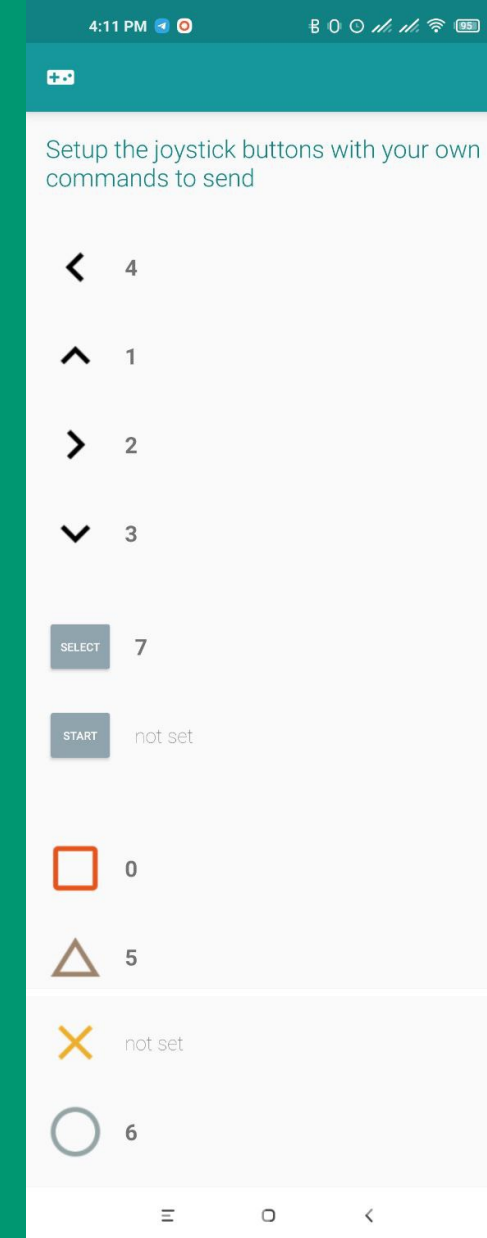 4:11 PM 95
Setup the joystick buttons with your own
commands to send
4
1
2
3
SELECT 7
START not set
0
5
not set
6